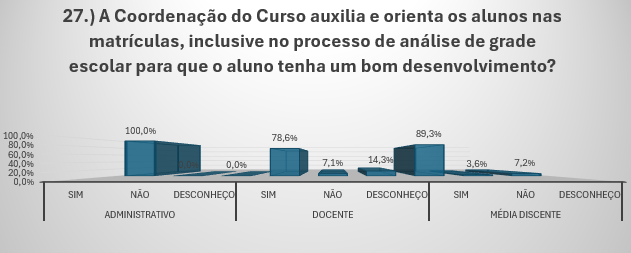 27.) A Coordenação do Curso auxilia e orienta os alunos nas
matrículas, inclusive no processo de análise de grade
escolar para que o aluno tenha um bom desenvolvimento?
100,0%
80,0%
60,0%
40,0%
20,0%
0,0%
100,0% 0,0% 0,0% 78,6% 7,1% 14,3% 89,3% 3,6% 7,2%
SIM NÃO DESCONHEÇO SIM NÃO DESCONHEÇO SIM NÃO DESCONHEÇO
ADMINISTRATIVO DOCENTE MÉDIA DISCENTE